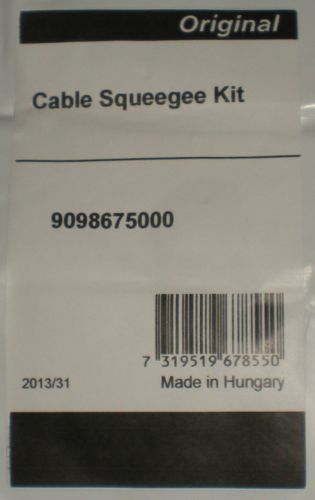 Original
Cable Squeegee Kit
9098675000
7 319519 678550
2013/31 Made in Hungary